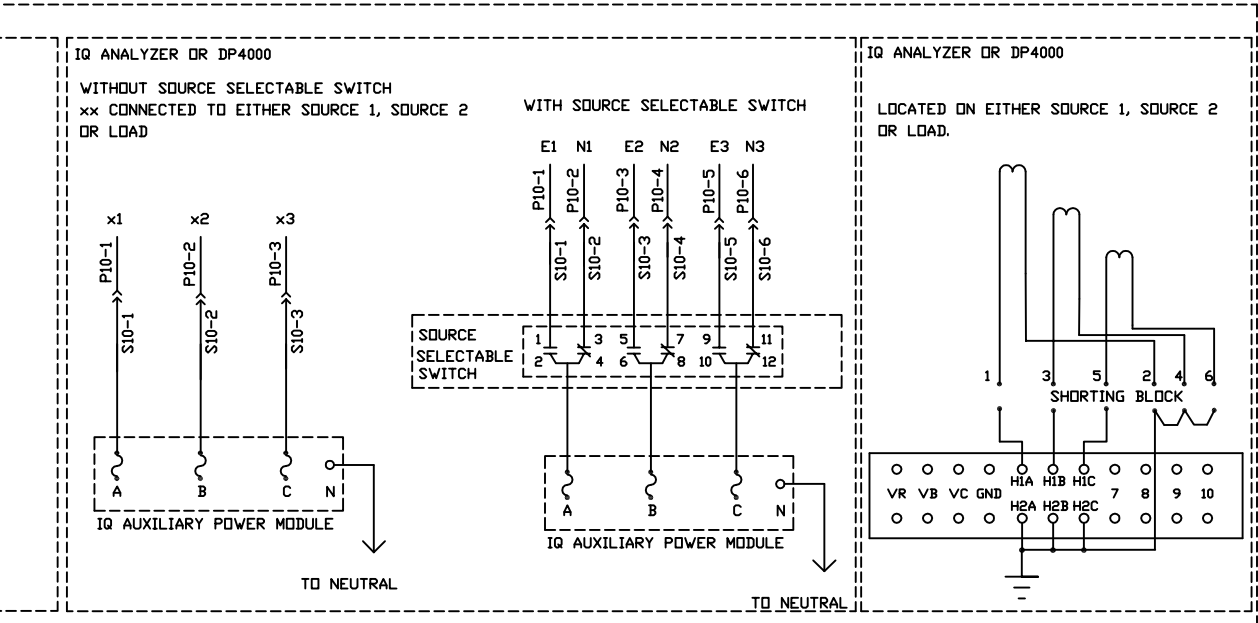 IQ ANALYZER OR DP4000
WITHOUT SOURCE SELECTABLE SWITCH
xx CONNECTED TO EITHER SOURCE 1, SOURCE 2
OR LOAD
x1 x2 x3
P10-1 P10-2 P10-3
S10-1 S10-2 S10-3
A B C N
IQ AUXILIARY POWER MODULE
TO NEUTRAL
WITH SOURCE SELECTABLE SWITCH
E1 N1 E2 N2 E3 N3
P10-1 P10-2 P10-3 P10-4 P10-5 P10-6
S10-1 S10-2 S10-3 S10-4 S10-5 S10-6
SOURCE
SELECTABLE
SWITCH
1 3 5 7 9 11
2 4 6 8 10 12
A B C N
IQ AUXILIARY POWER MODULE
TO NEUTRAL
IQ ANALYZER OR DP4000
LOCATED ON EITHER SOURCE 1, SOURCE 2
OR LOAD.
1 3 5 2 4 6
SHORTING BLOCK
H1A H1B H1C
VR VB VC GND 7 8 9 10
H2A H2B H2C